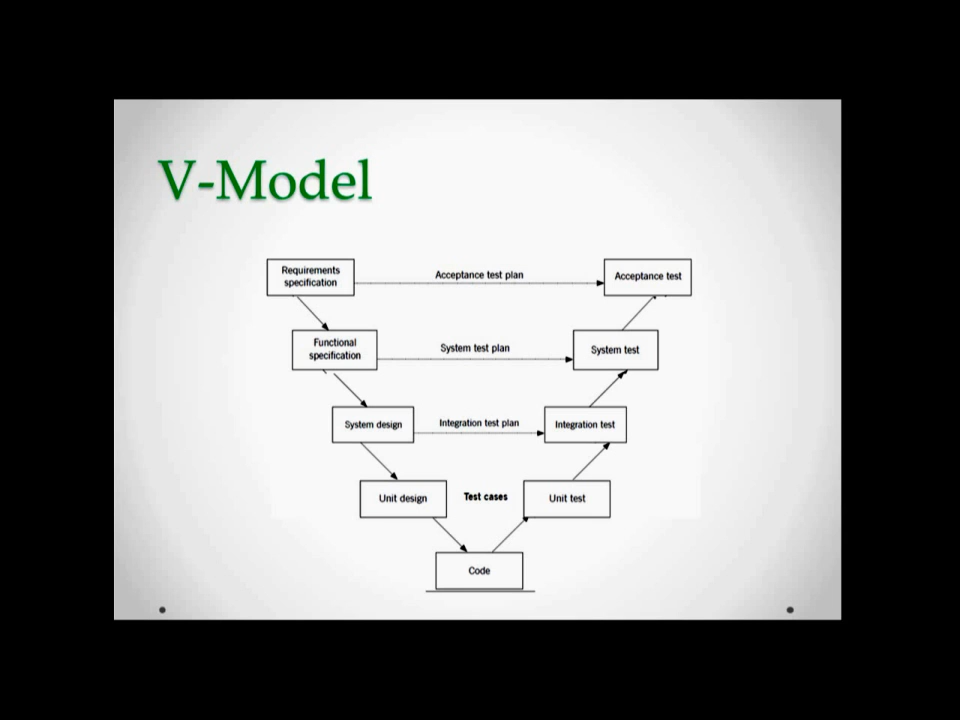 V-Model
Requirements
specification
Acceptance test plan
Acceptance test
Functional
specification
System test plan
System test
System design
Integration test plan
Integration test
Unit design
Test cases
Unit test
Code